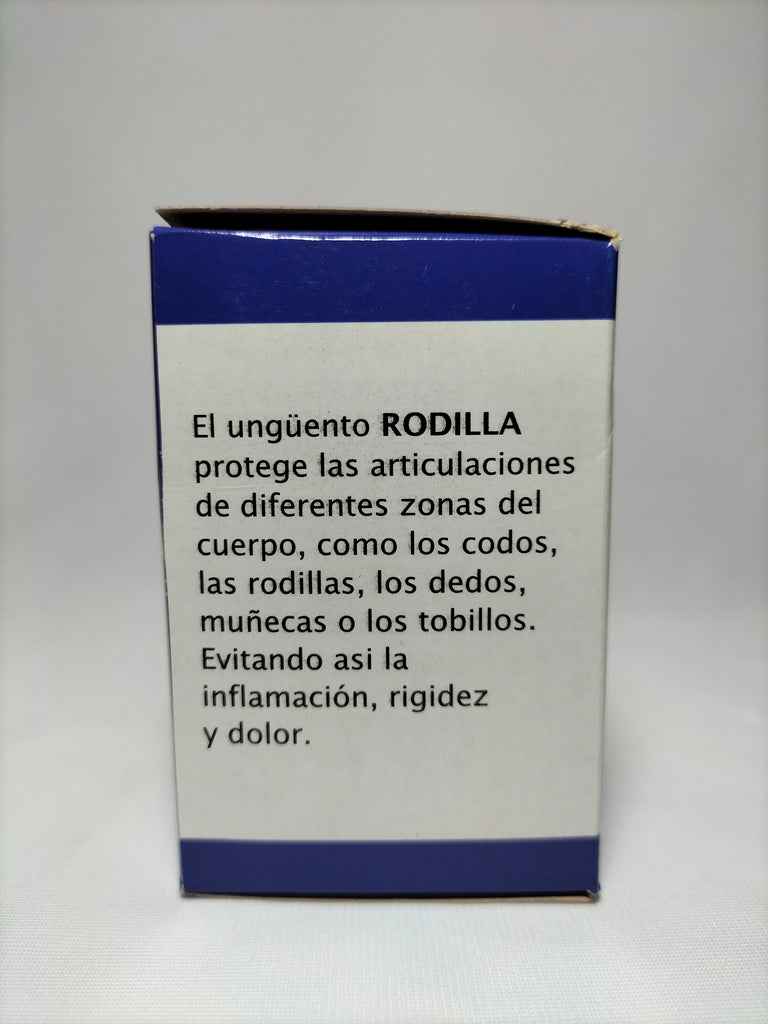 El ungüento RODILLA
protege las articulaciones
de diferentes zonas del
cuerpo, como los codos,
las rodillas, los dedos,
muñecas o los tobillos.
Evitando asi la
inflamación, rigidez
y dolor.